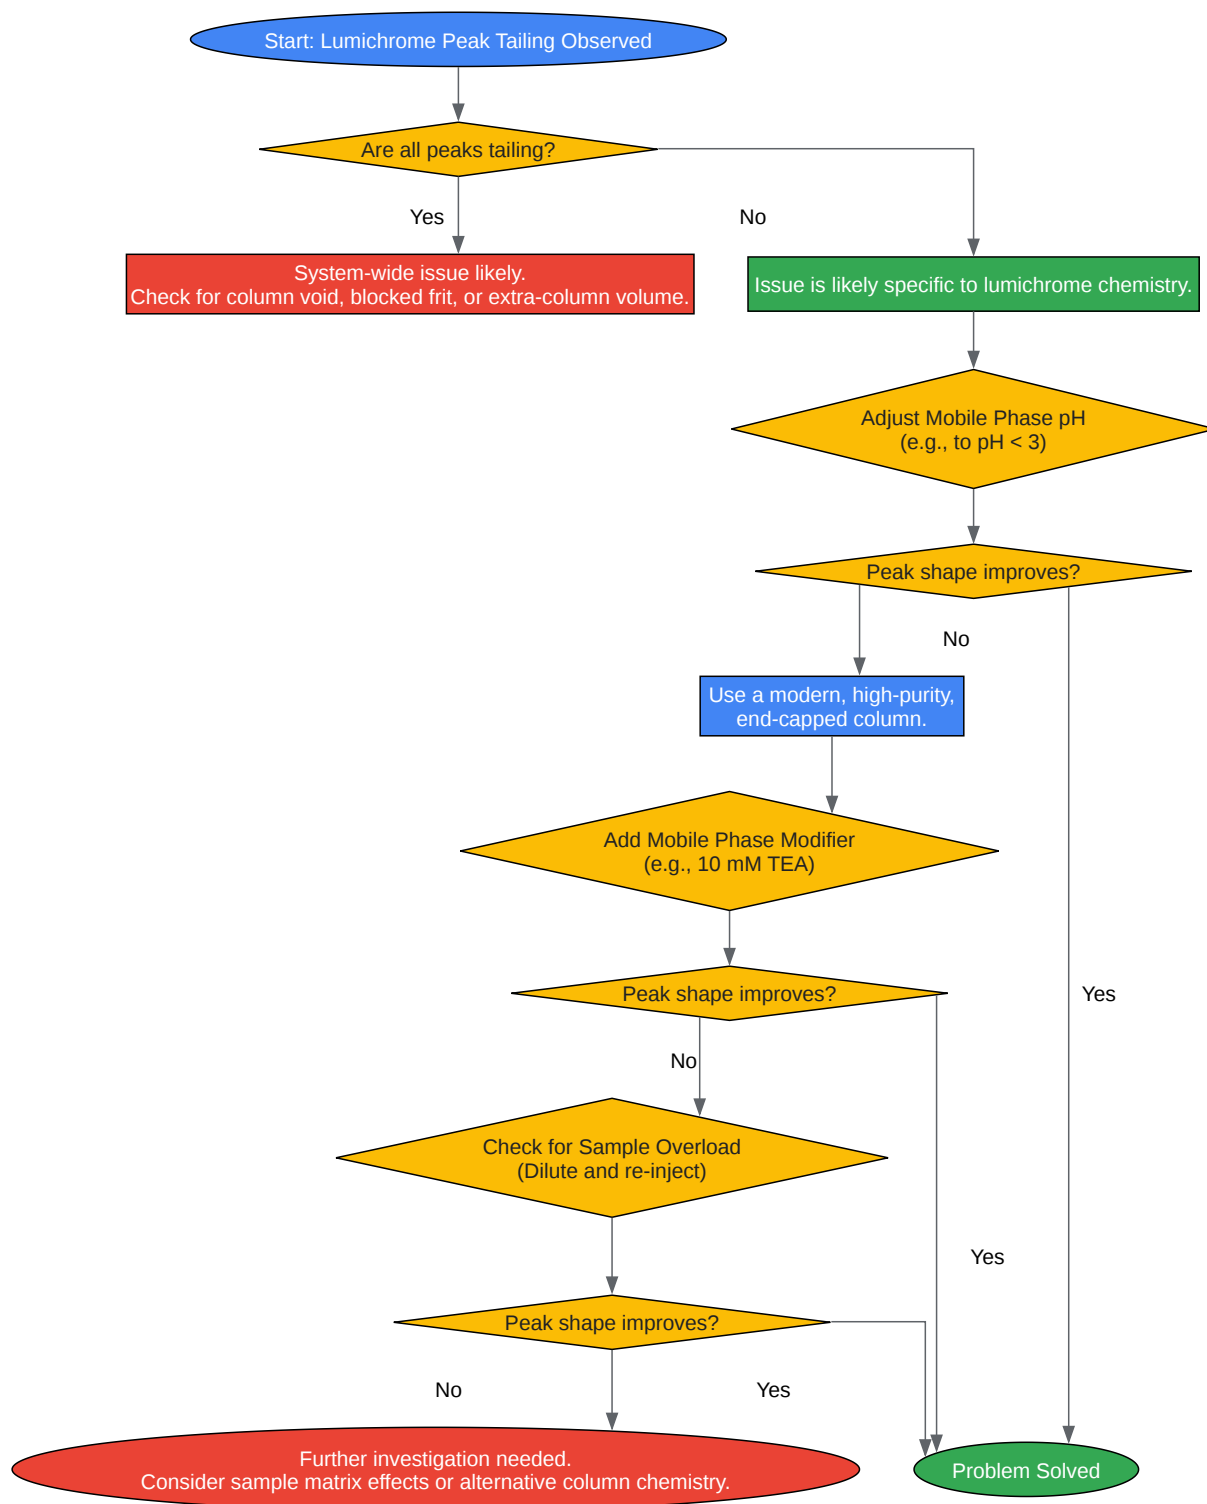 Start: Lumichrome Peak Tailing Observed
Are all peaks tailing?
Yes
No
System-wide issue likely.
Check for column void, blocked frit, or extra-column volume.
Issue is likely specific to lumichrome chemistry.
Adjust Mobile Phase pH
(e.g., to pH < 3)
Peak shape improves?
No
Use a modern, high-purity,
end-capped column.
Add Mobile Phase Modifier
(e.g., 10 mM TEA)
Peak shape improves?
Yes
No
Check for Sample Overload
(Dilute and re-inject)
Yes
Peak shape improves?
No
Yes
Further investigation needed.
Consider sample matrix effects or alternative column chemistry.
Problem Solved